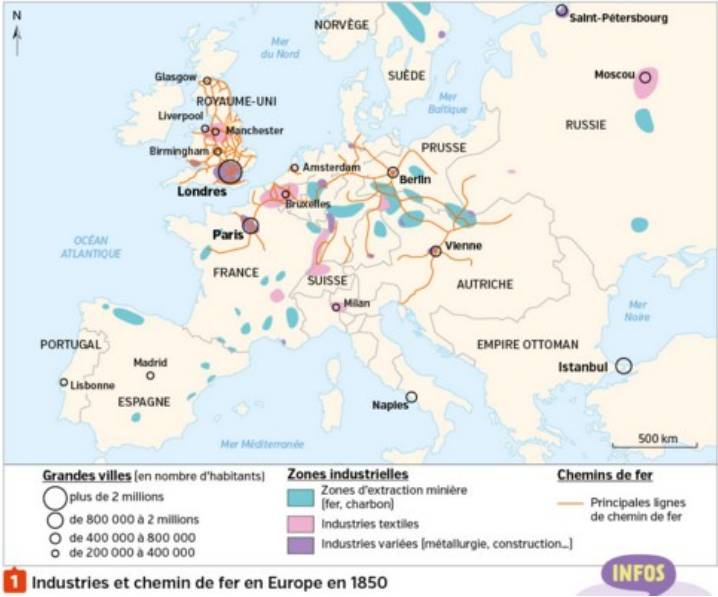 N
NORVÈGE
Saint-Pétersbourg
Mer
du Nord
SUÈDE
Moscou
Glasgow
ROYAUME-UNI
Mer
Baltique
RUSSIE
Liverpool
Manchester
PRUSSE
Birmingham
Amsterdam
Berlin
Londres
Bruxelles
Paris
Vienne
OCÉAN
ATLANTIQUE
FRANCE
SUISSE
AUTRICHE
Milan
Mer
Noire
PORTUGAL
EMPIRE OTTOMAN
Madrid
Istanbul
Lisbonne
ESPAGNE
Naples
Mer Méditerranée
500 km
Grandes villes (en nombre d'habitants)
plus de 2 millions
de 800 000 à 2 millions
de 400 000 à 800 000
de 200 000 à 400 000
Zones industrielles
Zones d'extraction minière
(fer, charbon)
Industries textiles
Industries variées (métallurgie, construction...)
Chemins de fer
Principales lignes
de chemin de fer
1 Industries et chemin de fer en Europe en 1850
INFOS